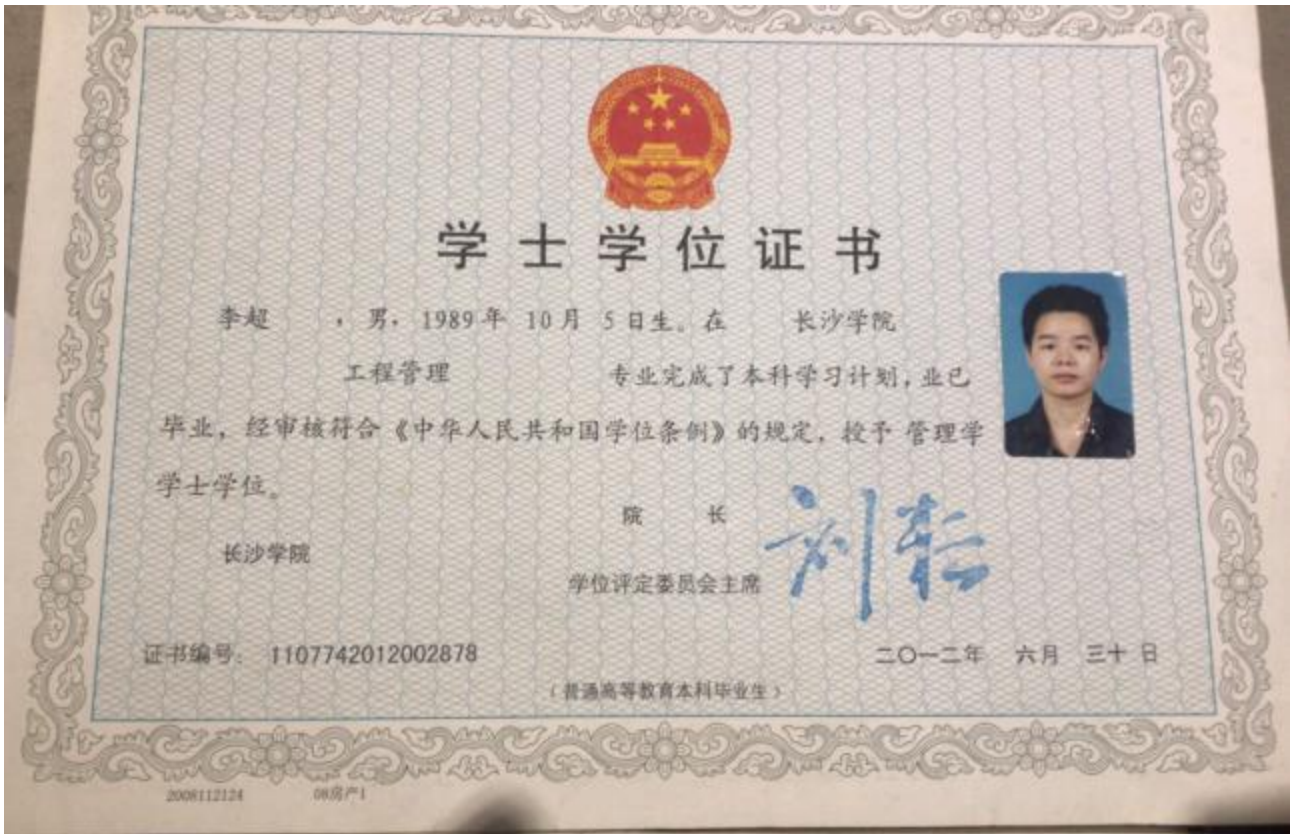 学士学位证书
李超 ，男，1989年 10月 5日生。在 长沙学院
工程管理 专业完成了本科学习计划，业已
毕业，经审核符合《中华人民共和国学位条例》的规定，授予 管理学
学士学位。
院 长
长沙学院
学位评定委员会主席
证书编号： 1107742012002878
二〇一二年 六月 三十日
（普通高等教育本科毕业生）
2008112124 08房产1